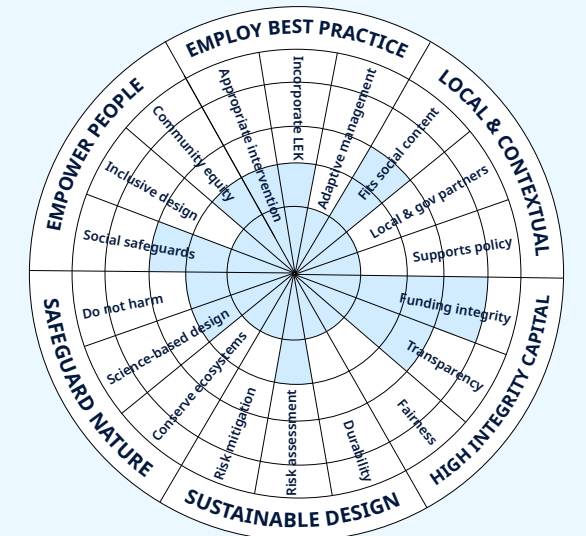 EMPLOY BEST PRACTICE
Appropriate intervention
Incorporate LEK
Adaptive management
LOCAL & CONTEXTUAL
Fits social content
Local & gov partners
Supports policy
HIGH INTEGRITY CAPITAL
Funding integrity
Transparency
Fairness
SUSTAINABLE DESIGN
Durability
Risk assessment
Risk mitigation
SAFEGUARD NATURE
Conserve ecosystems
Science-based design
Do not harm
EMPOWER PEOPLE
Social safeguards
Inclusive design
Community equity